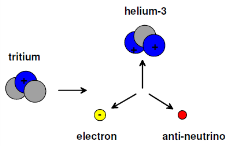 helium-3
tritium
+
+
+
-
electron
anti-neutrino